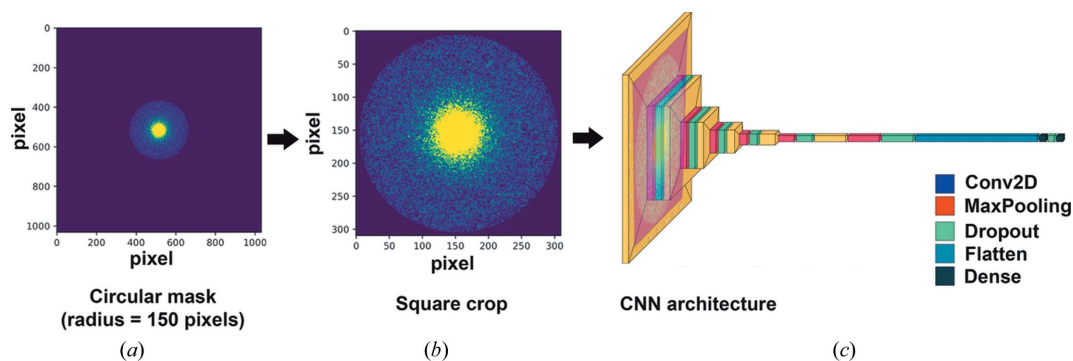 0
200
400
600
800
1000
pixel
0
200
400
600
800
1000
pixel
Circular mask
(radius = 150 pixels)
(a)
0
50
100
150
200
250
300
pixel
0
50
100
150
200
250
300
pixel
Square crop
(b)
Conv2D
MaxPooling
Dropout
Flatten
Dense
CNN architecture
(c)